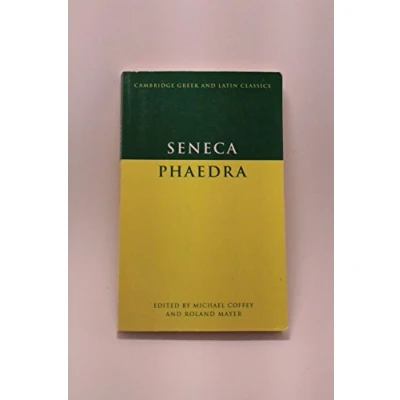 CAMBRIDGE GREEK AND LATIN CLASSICS
SENECA
PHAEDRA
EDITED BY MICHAEL COFFEY
AND ROLAND MAYER